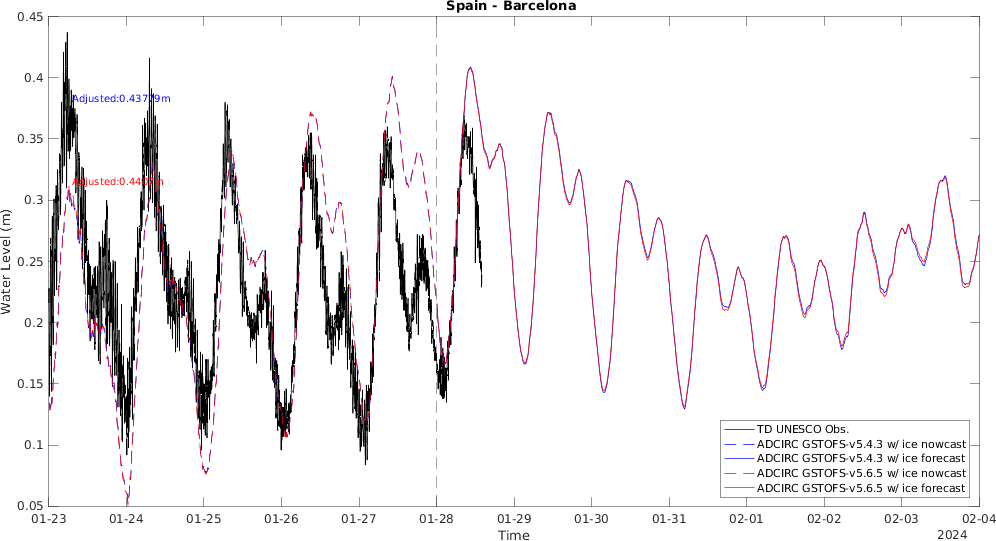 Spain - Barcelona
0.45
0.4
0.35
0.3
0.25
0.2
0.15
0.1
0.05
Water Level (m)
Adjusted:0.43779m
TD UNESCO Obs.
ADCIRC GSTOFS-v5.4.3 w/ ice nowcast
ADCIRC GSTOFS-v5.4.3 w/ ice forecast
ADCIRC GSTOFS-v5.6.5 w/ ice nowcast
ADCIRC GSTOFS-v5.6.5 w/ ice forecast
01-23 01-24 01-25 01-26 01-27 01-28 01-29 01-30 01-31 02-01 02-02 02-03 02-04
Time
2024